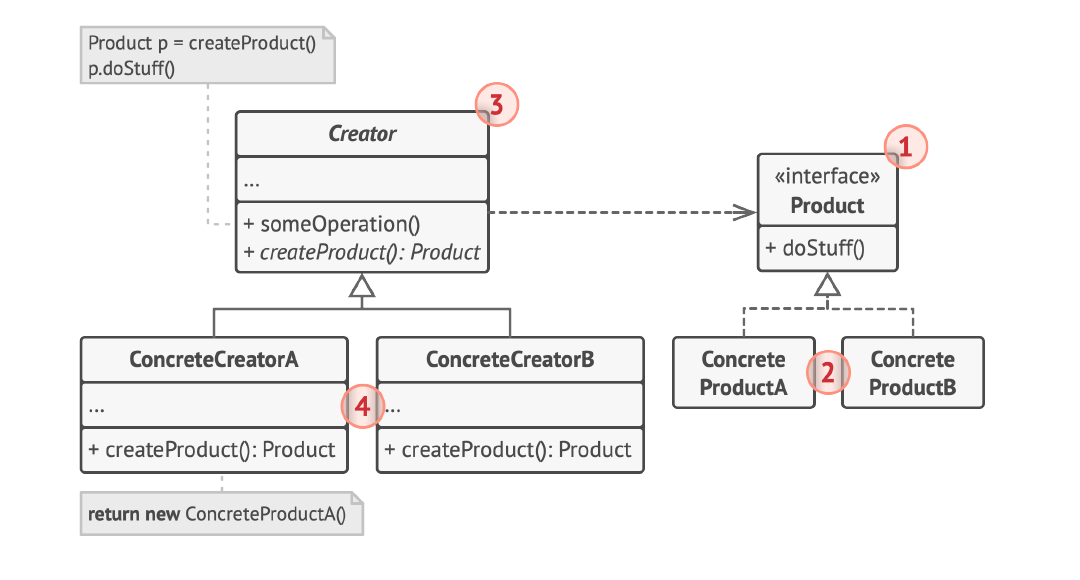 Product p = createProduct()
p.doStuff()
3
Creator
...
+ someOperation()
+ createProduct(): Product
1
«interface»
Product
+ doStuff()
ConcreteCreatorA
...
+ createProduct(): Product
4
ConcreteCreatorB
...
+ createProduct(): Product
Concrete
ProductA
2
Concrete
ProductB
return new ConcreteProductA()